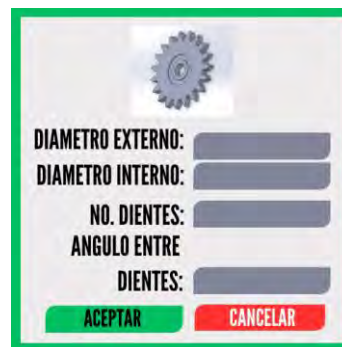 DIAMETRO EXTERNO:
DIAMETRO INTERNO:
NO. DIENTES:
ANGULO ENTRE
DIENTES:
ACEPTAR CANCELAR